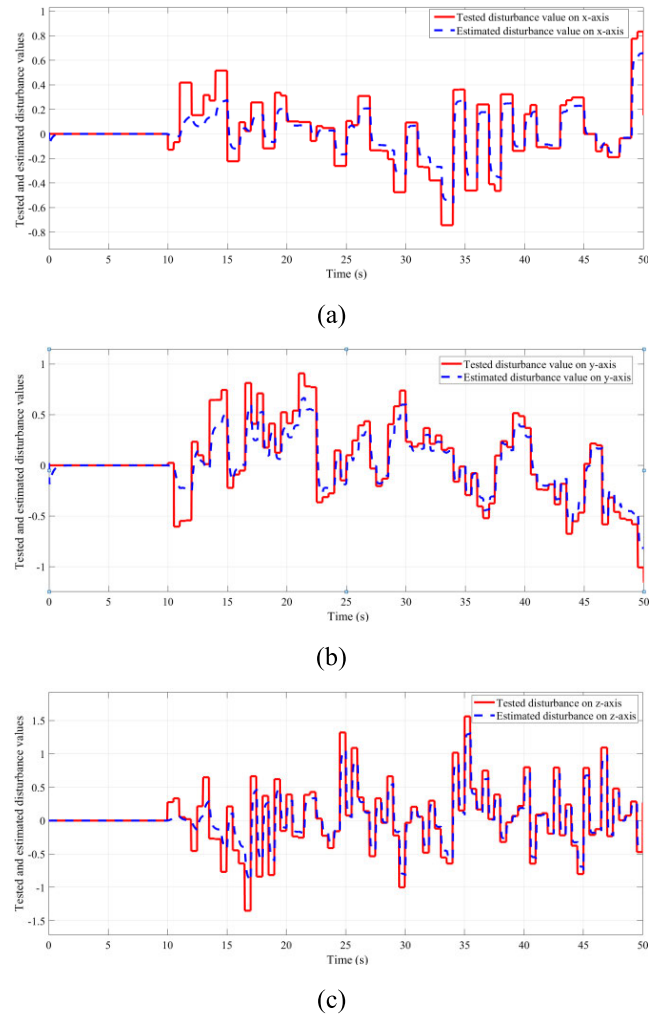 1
0.8
0.6
0.4
0.2
0
-0.2
-0.4
-0.6
0.8
Tested and estimated disturbance values
Tested disturbance value on x-axis
Estimated disturbance value on x-axis
0 5 10 15 20 25 30 35 40 45 50
Time (s)
(a)
1
0.5
0
-0.5
-1
Tested and estimated disturbance values
Tested disturbance value on y-axis
Estimated disturbance value on y-axis
0 5 10 15 20 25 30 35 40 45 50
Time (s)
(b)
1.5
1
0.5
0
-0.5
-1
-1.5
Tested and estimated disturbance values
Tested disturbance on z-axis
Estimated disturbance on z-axis
0 5 10 15 20 25 30 35 40 45 50
Time (s)
(c)